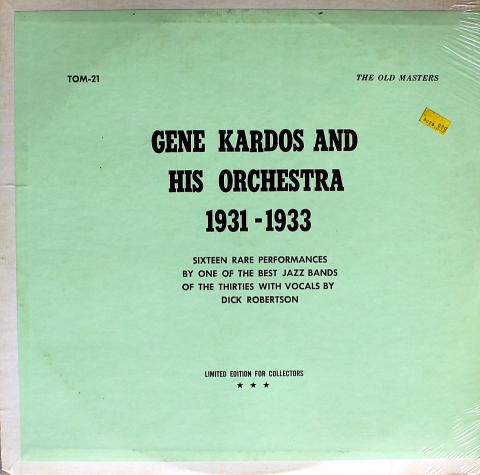 TOM-21
THE OLD MASTERS
GENE KARDOS AND
HIS ORCHESTRA
1931-1933
SIXTEEN RARE PERFORMANCES
BY ONE OF THE BEST JAZZ BANDS
OF THE THIRTIES WITH VOCALS BY
DICK ROBERTSON
LIMITED EDITION FOR COLLECTORS
★ ★ ★